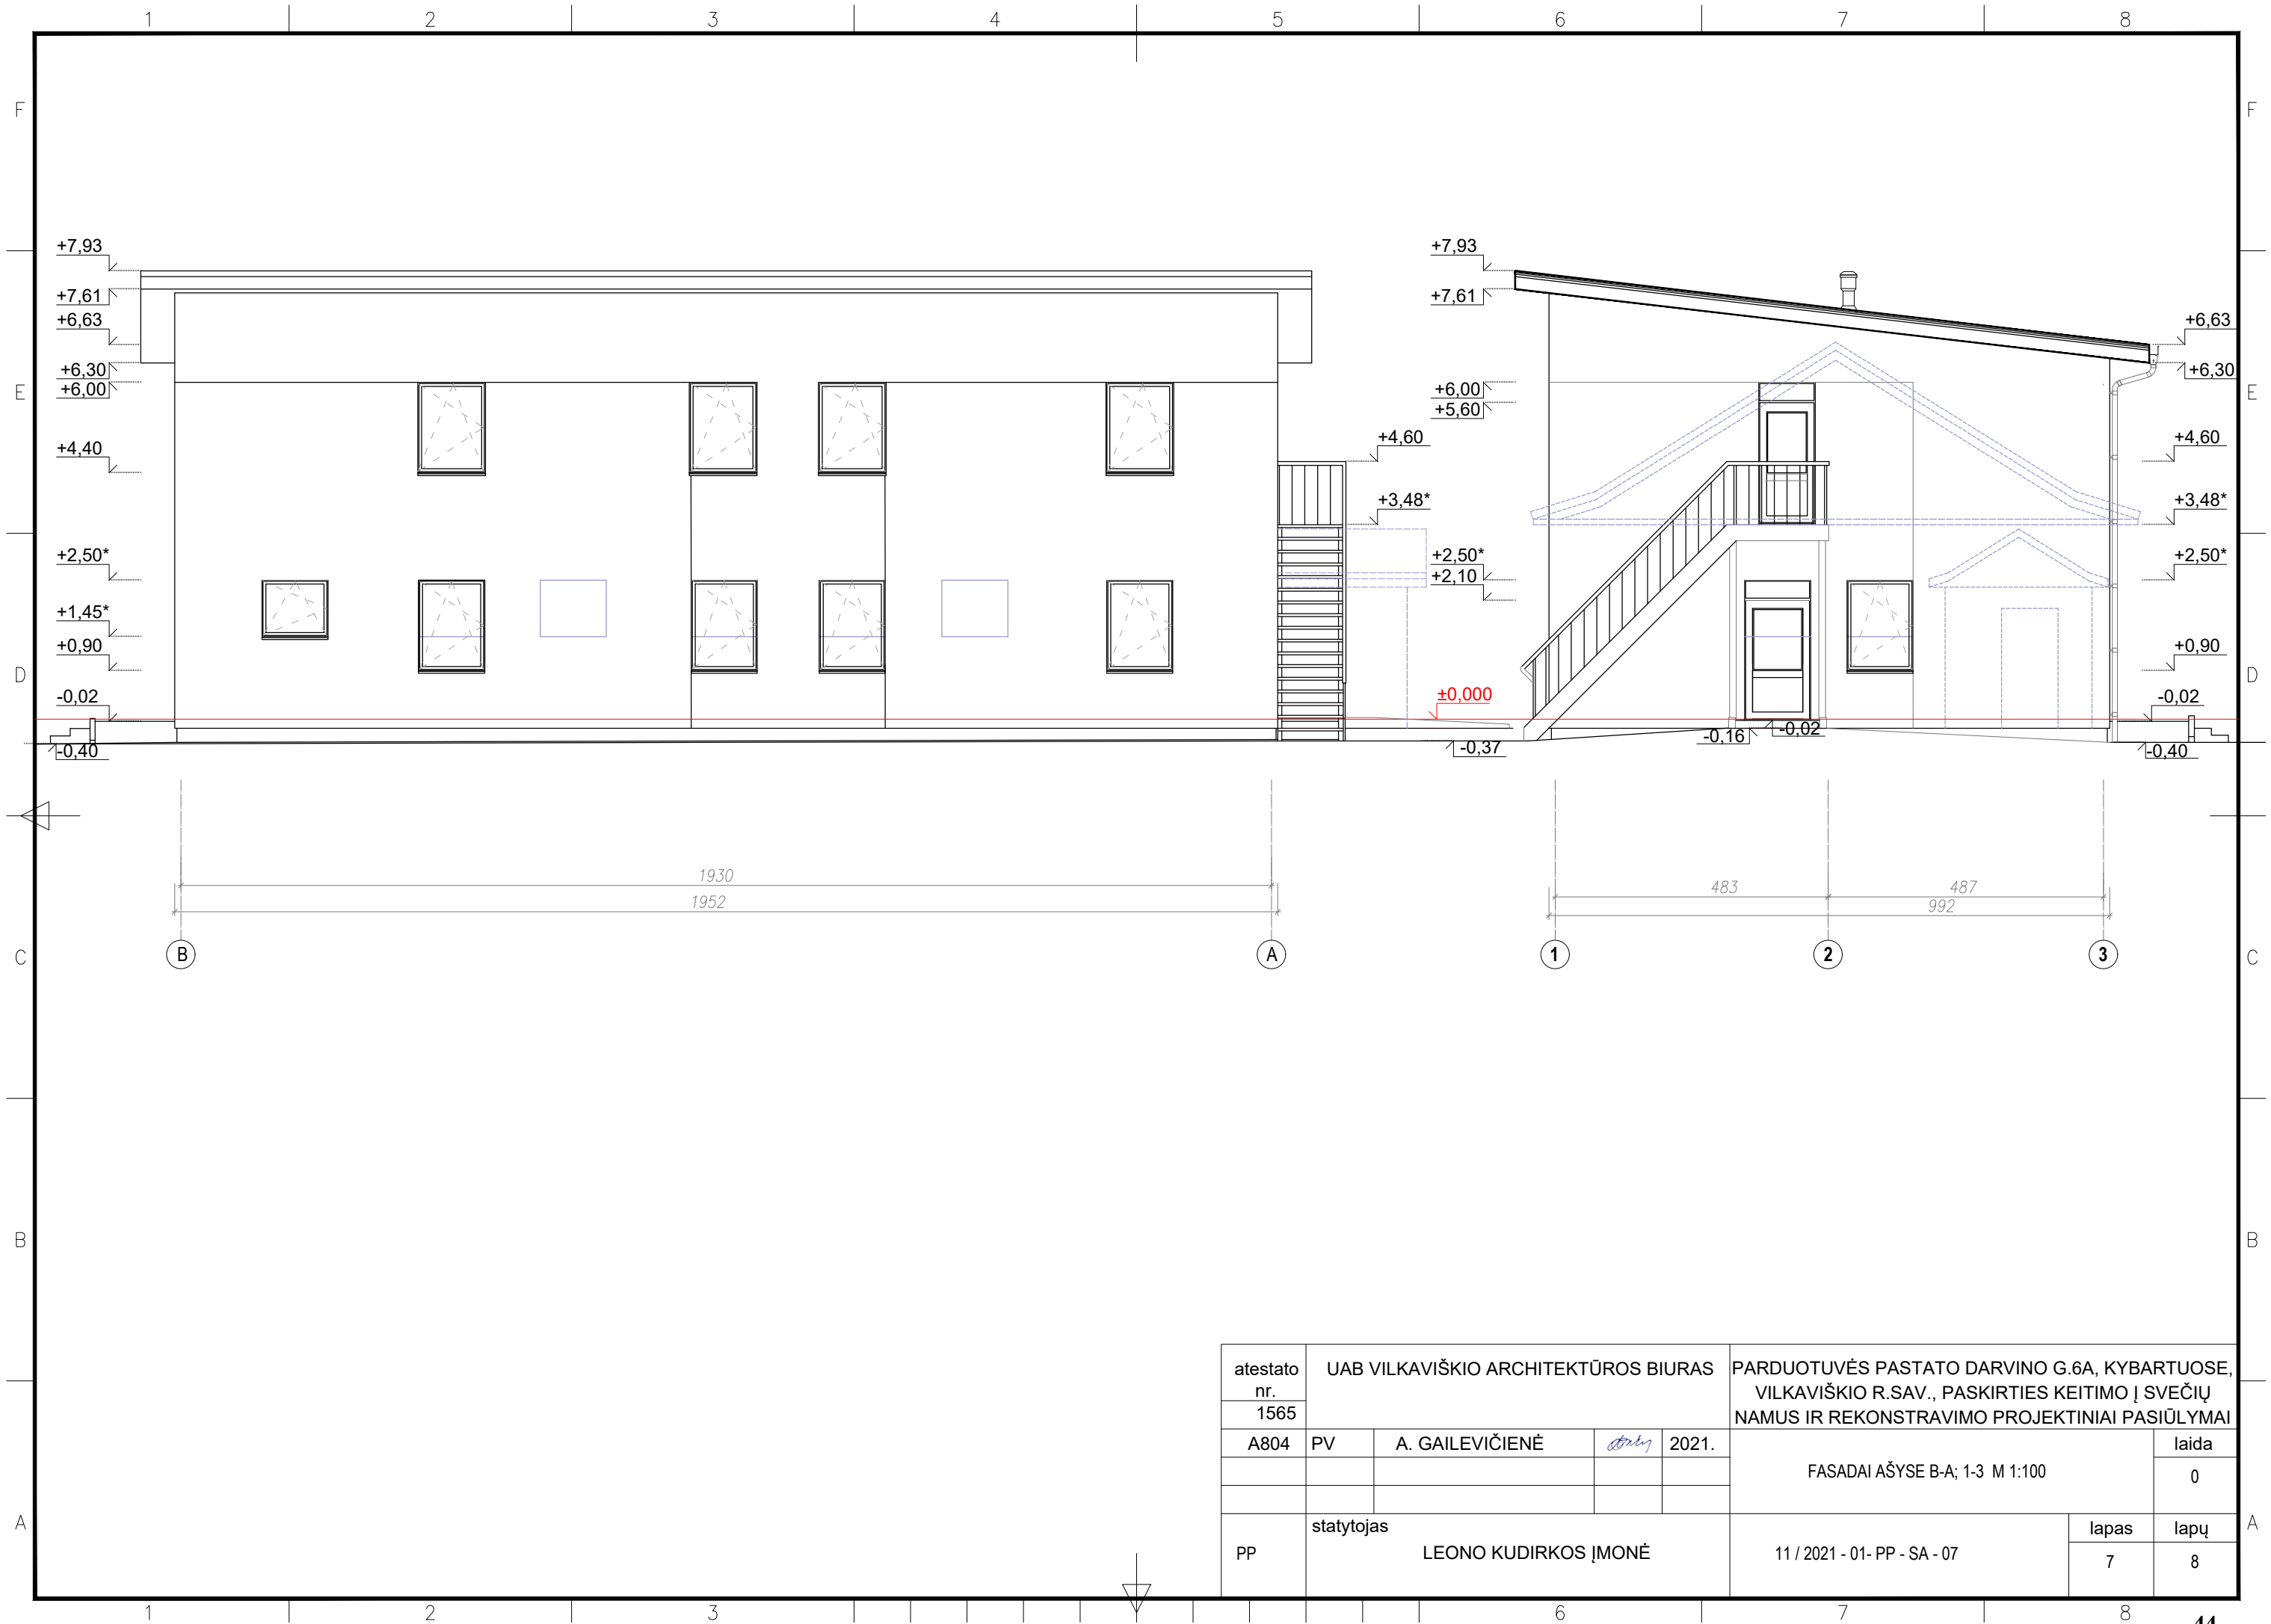 1 2 3 4 5 6 7 8
F F
+7,93
+7,61
+6,63
+6,30
+6,00
+4,40
+2,50*
+1,45*
+0,90
-0,02
-0,40
+4,60
+3,48*
+7,93
+7,61
+6,00
+5,60
+2,50*
+2,10
±0,000
-0,37
-0,16
-0,02
+6,63
+6,30
+4,60
+3,48*
+2,50*
+0,90
-0,02
-0,40
E E
D D
1930
1952
483 487
992
B A 1 2 3
C C
B B
atestato
nr.
1565
UAB VILKAVIŠKIO ARCHITEKTŪROS BIURAS
PARDUOTUVĖS PASTATO DARVINO G.6A, KYBARTUOSE,
VILKAVIŠKIO R.SAV., PASKIRTIES KEITIMO Į SVEČIŲ
NAMUS IR REKONSTRAVIMO PROJEKTINIAI PASIŪLYMAI
A804 PV A. GAILEVIČIENĖ 2021.
FASADAI AŠYSE B-A; 1-3 M 1:100
laida
0
A A
PP
statytojas
LEONO KUDIRKOS ĮMONĖ
11 / 2021 - 01- PP - SA - 07
lapas lapų
7 8
1 2 3 6 7 8